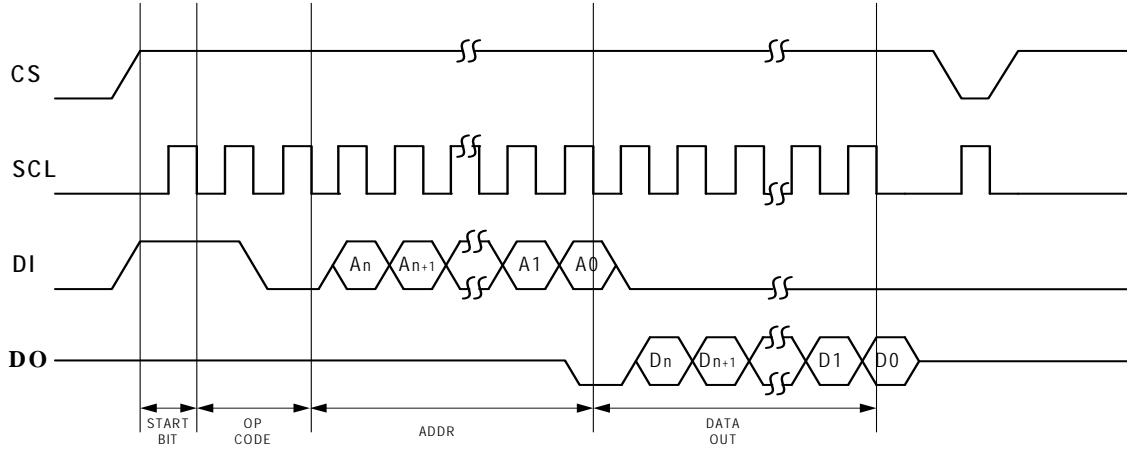 CS
SCL
DI
An An+1 A1 A0
DO
Dn Dn+1 D1 D0
START
BIT
OP
CODE
ADDR
DATA
OUT